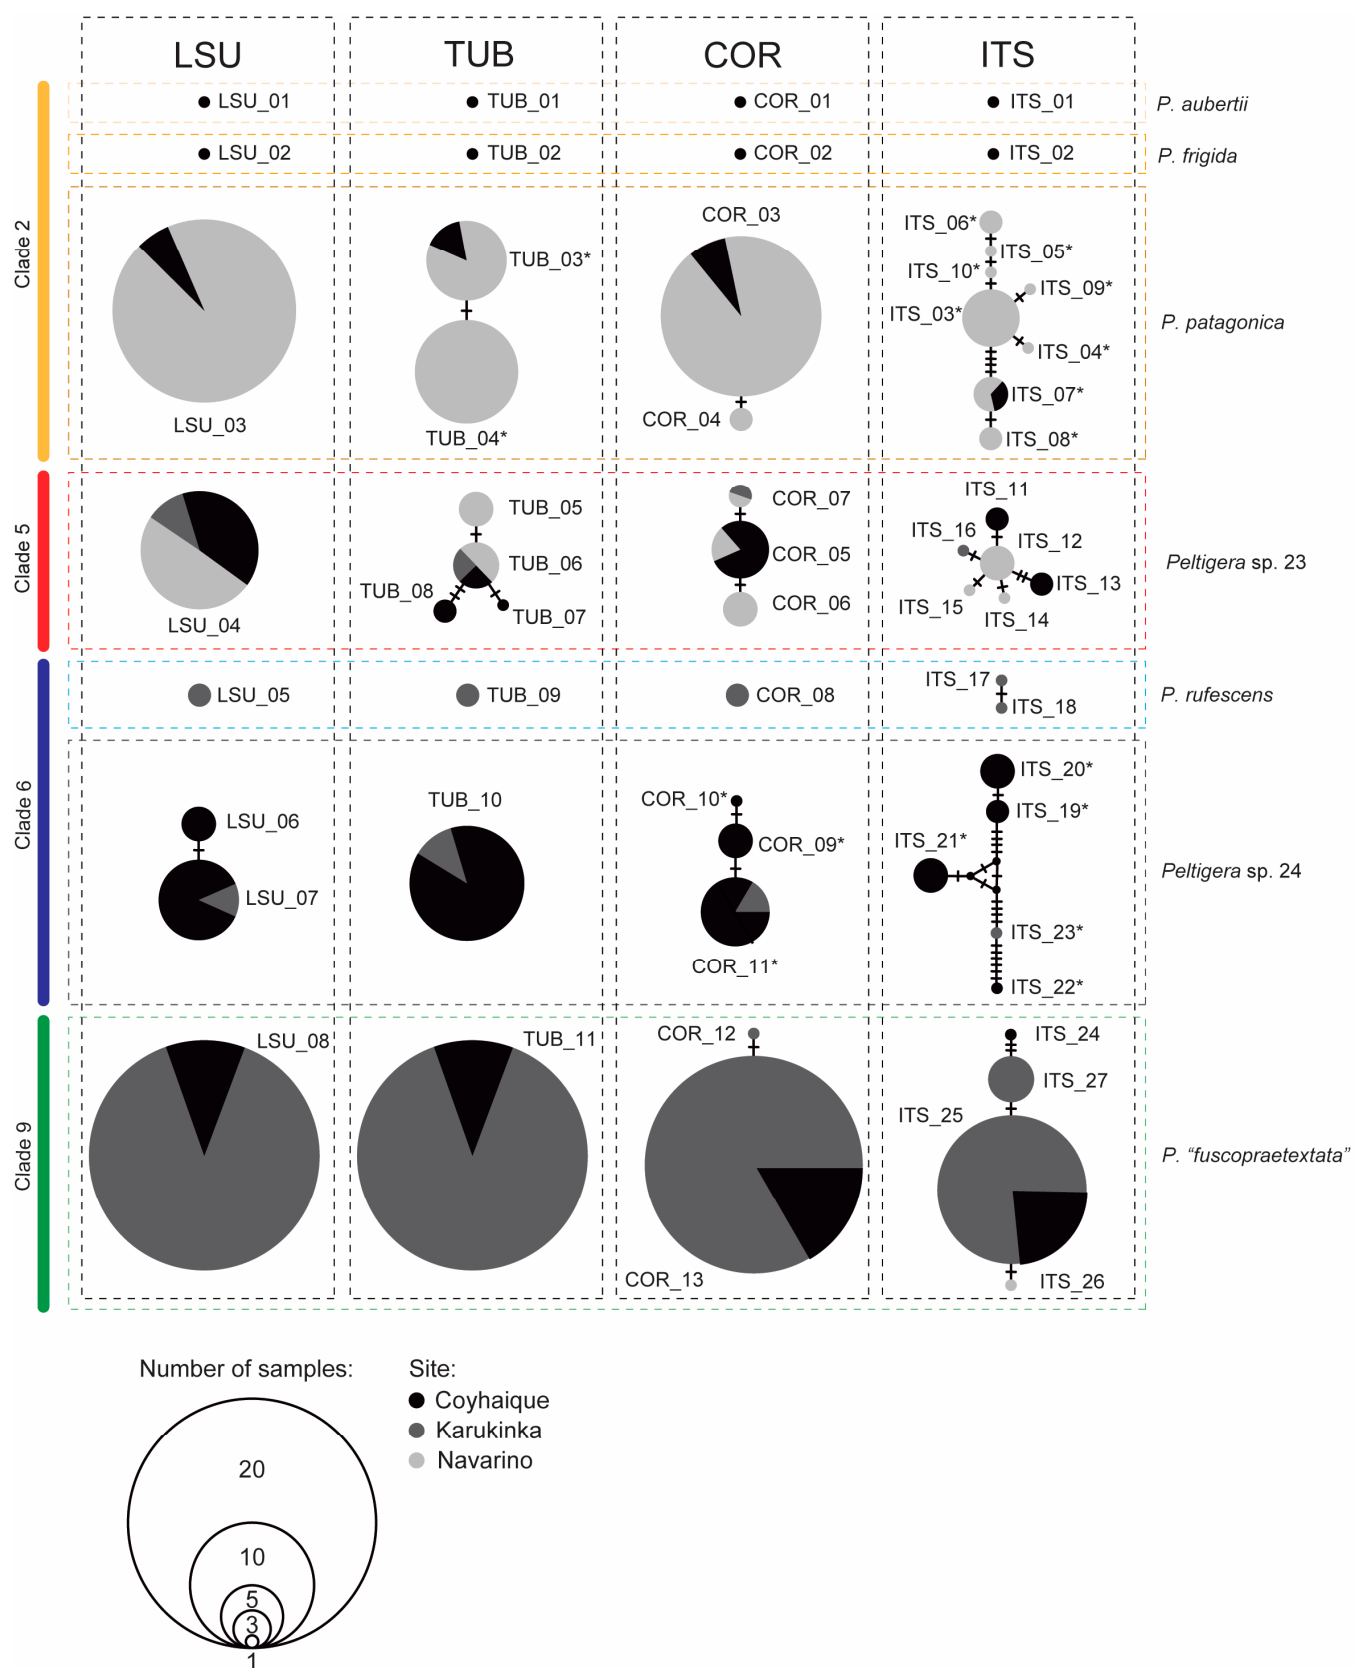 LSU TUB COR ITS
Clade 2
LSU_01 TUB_01 COR_01 ITS_01 P. aubertii
LSU_02 TUB_02 COR_02 ITS_02 P. frigida
LSU_03
TUB_03*
TUB_04*
COR_03
COR_04
ITS_06*
ITS_05*
ITS_10*
ITS_09*
ITS_03*
ITS_04*
ITS_07*
ITS_08*
P. patagonica
Clade 5
LSU_04
TUB_05
TUB_06
TUB_08
TUB_07
COR_07
COR_05
COR_06
ITS_11
ITS_16
ITS_12
ITS_13
ITS_15
ITS_14
Peltigera sp. 23
Clade 6
LSU_05 TUB_09 COR_08
ITS_17
ITS_18
P. rufescens
LSU_06
LSU_07
TUB_10
COR_10*
COR_09*
COR_11*
ITS_20*
ITS_19*
ITS_21*
ITS_23*
ITS_22*
Peltigera sp. 24
Clade 9
LSU_08
TUB_11
COR_12
COR_13
ITS_24
ITS_27
ITS_25
ITS_26
P. “fuscopraetextata”
Number of samples:
20
10
5
3
1
Site:
Coyhaique
Karukinka
Navarino